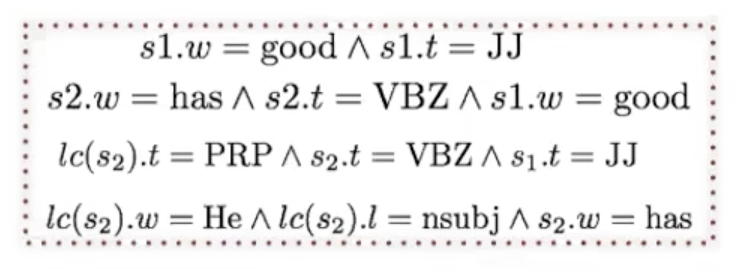 s1.w = good ∧ s1.t = JJ
s2.w = has ∧ s2.t = VBZ ∧ s1.w = good
lc(s₂).t = PRP ∧ s₂.t = VBZ ∧ s₁.t = JJ
lc(s₂).w = He ∧ lc(s₂).l = nsubj ∧ s₂.w = has